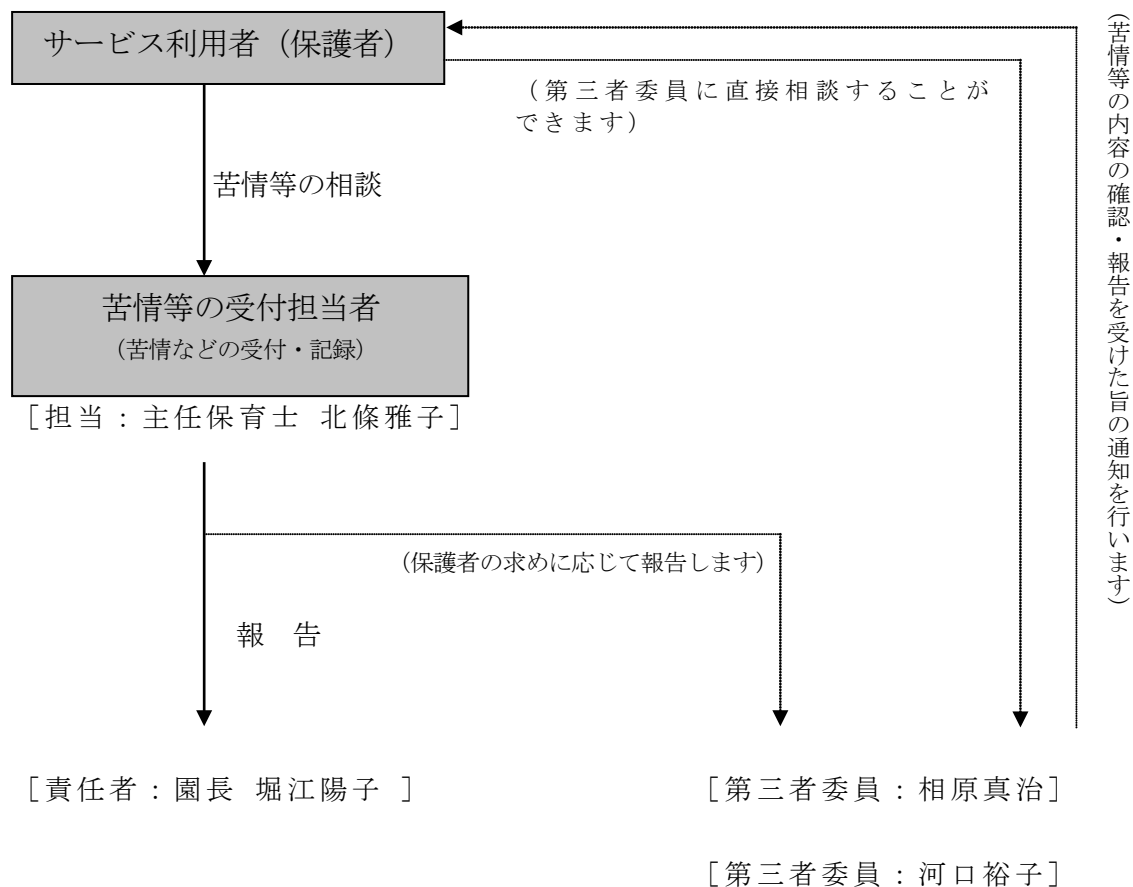 サービス利用者（保護者）
（第三者委員に直接相談することが
できます）
苦情等の相談
苦情等の受付担当者
（苦情などの受付・記録）
［担当：主任保育士 北條雅子］
（保護者の求めに応じて報告します）
報　告
［責任者：園長 堀江陽子 ］
［第三者委員：相原真治］
［第三者委員：河口裕子］
（苦情等の内容の確認・報告を受けた旨の通知を行います）